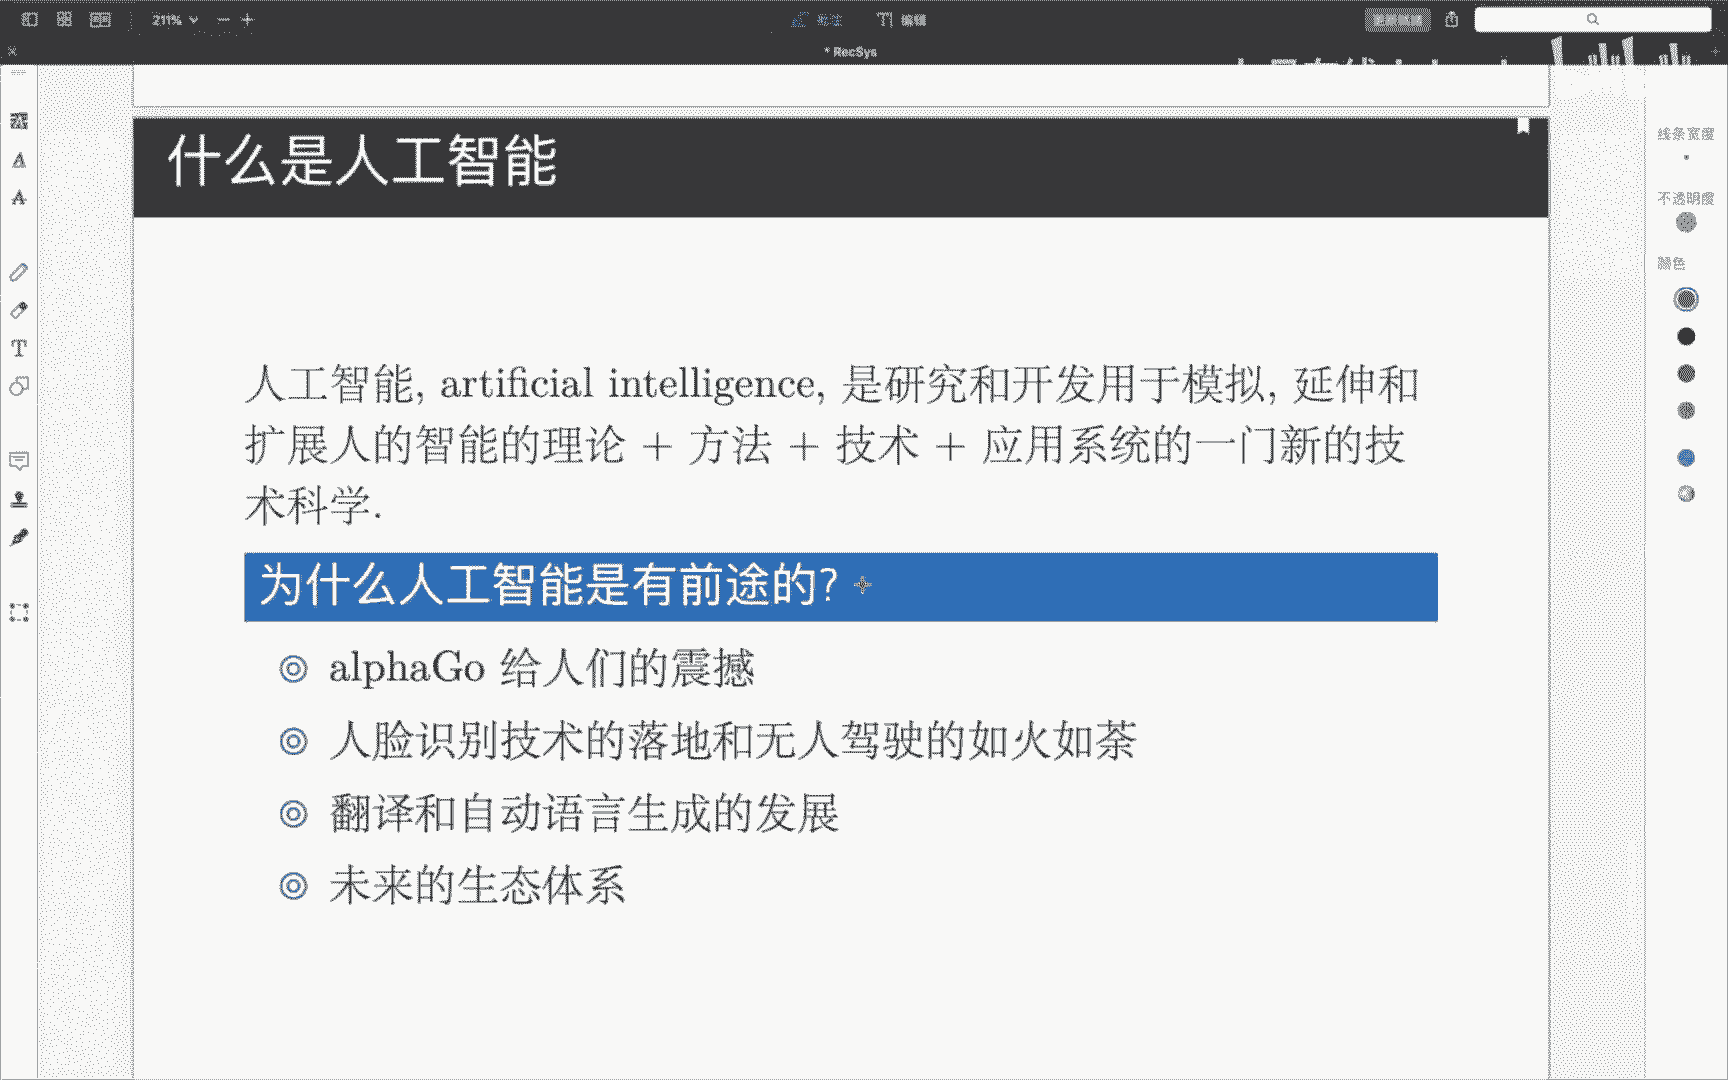 211%
批注
编辑
* RecSys
线条宽度
不透明度
颜色
什么是人工智能
人工智能, artificial intelligence, 是研究和开发用于模拟, 延伸和
扩展人的智能的理论 + 方法 + 技术 + 应用系统的一门新的技
术科学.
为什么人工智能是有前途的?
alphaGo 给人们的震撼
人脸识别技术的落地和无人驾驶的如火如荼
翻译和自动语言生成的发展
未来的生态体系